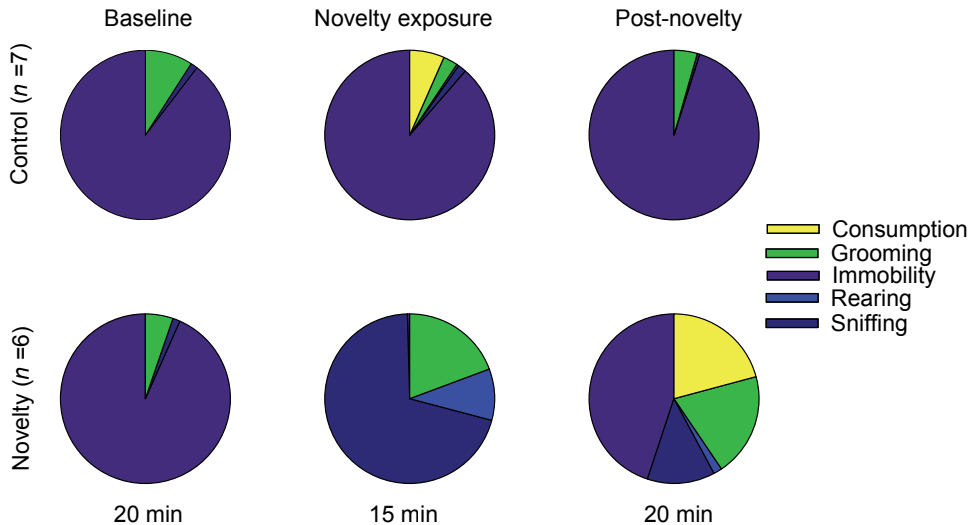 Baseline
Novelty exposure
Post-novelty
Control (n =7)
Consumption
Grooming
Immobility
Rearing
Sniffing
Novelty (n =6)
20 min
15 min
20 min